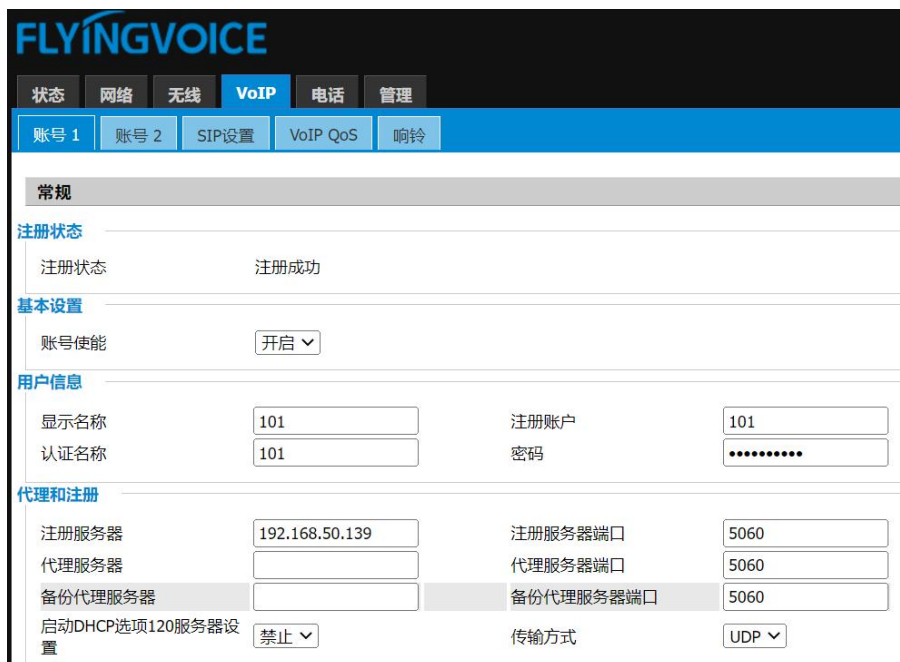 FLYINGVOICE
状态 网络 无线 VoIP 电话 管理
账号 1 账号 2 SIP设置 VoIP QoS 响铃
常规
注册状态
注册状态 注册成功
基本设置
账号使能 开启
用户信息
显示名称 101 注册账户 101
认证名称 101 密码 ••••••••••
代理和注册
注册服务器 192.168.50.139 注册服务器端口 5060
代理服务器 代理服务器端口 5060
备份代理服务器 备份代理服务器端口 5060
启动DHCP选项120服务器设
置 禁止 传输方式 UDP